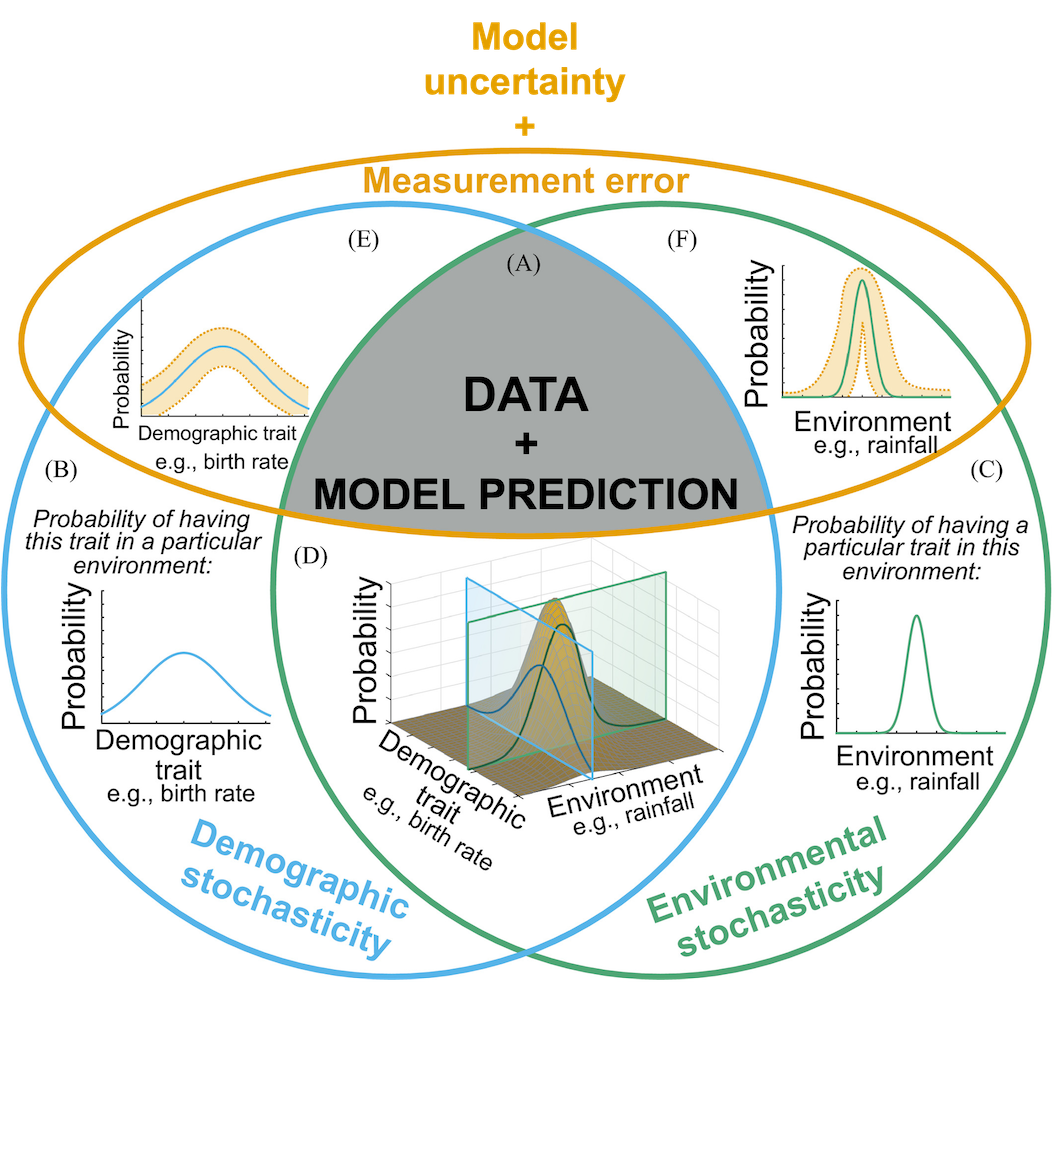 Model
uncertainty
+
Measurement error
(E)
(F)
(A)
Probability
Demographic trait
e.g., birth rate
Probability
Environment
e.g., rainfall
DATA
+
MODEL PREDICTION
(B)
Probability of having
this trait in a particular
environment:
Probability
Demographic
trait
e.g., birth rate
(C)
Probability of having a
particular trait in this
environment:
Probability
Environment
e.g., rainfall
(D)
Probability
Demographic
trait
e.g., birth rate
Environment
e.g., rainfall
Demographic
stochasticity
Environmental
stochasticity